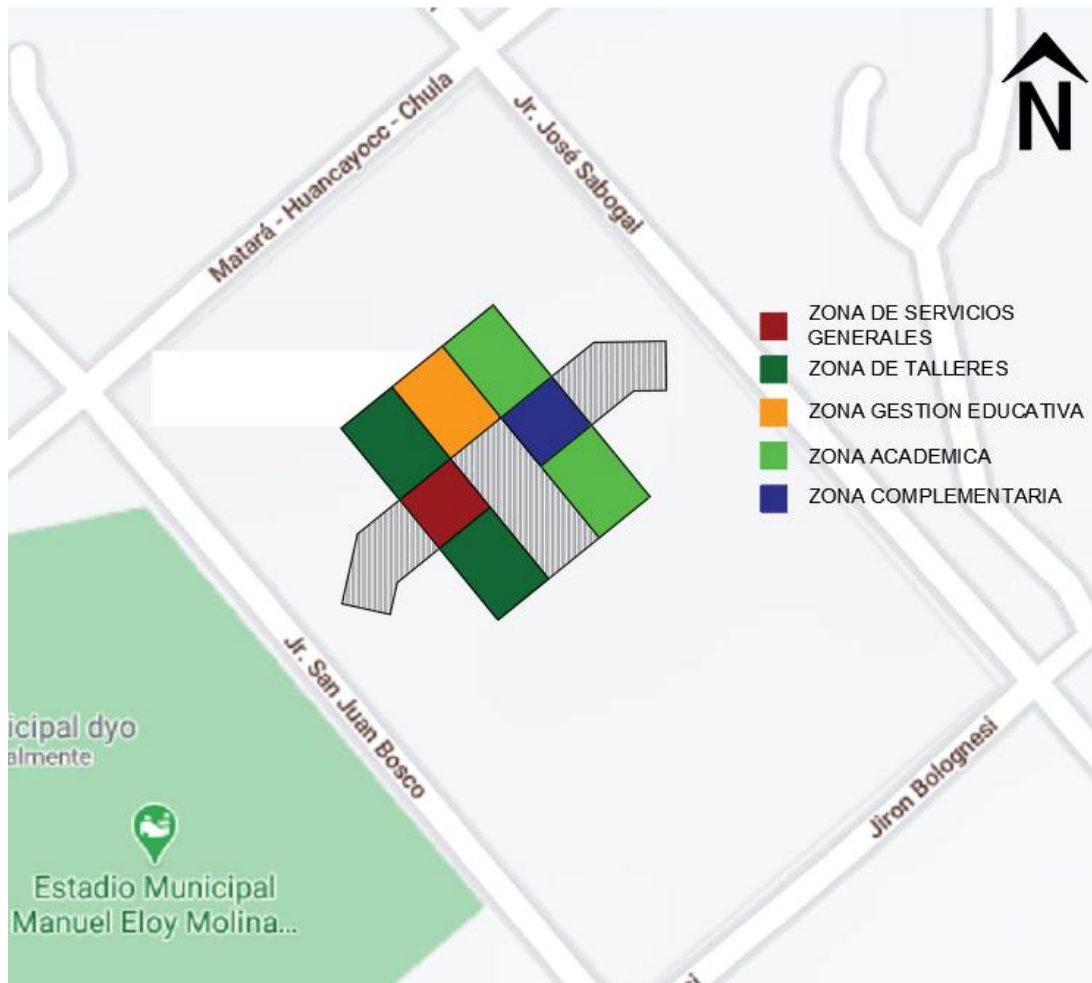 N
Matará - Huancayocc - Chula
Jr. José Sabogal
ZONA DE SERVICIOS
GENERALES
ZONA DE TALLERES
ZONA GESTION EDUCATIVA
ZONA ACADEMICA
ZONA COMPLEMENTARIA
Jr. San Juan Bosco
icipal dyo
almente
Jiron Bolognesi
Estadio Municipal
Manuel Eloy Molina...